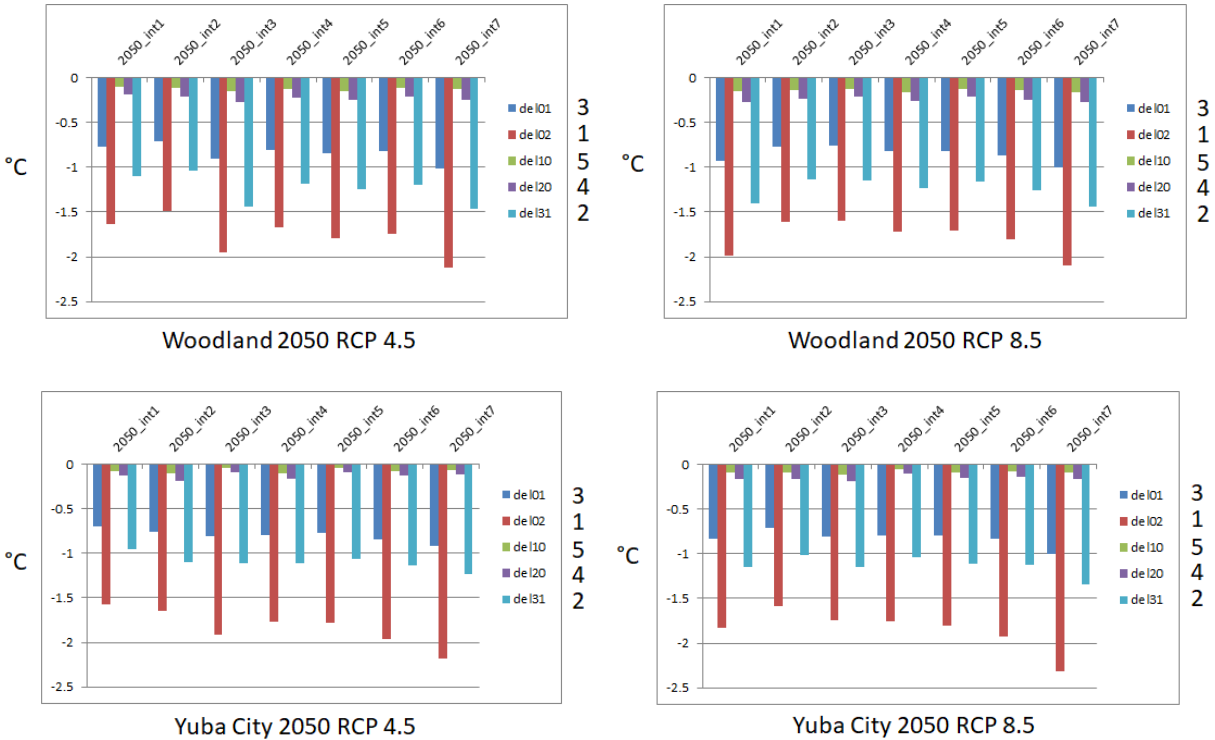 2050_int1 2050_int2 2050_int3 2050_int4 2050_int5 2050_int6 2050_int7
0
-0.5
-1
-1.5
-2
-2.5
°C
del01 3
del02 1
del10 5
del20 4
del31 2
Woodland 2050 RCP 4.5
2050_int1 2050_int2 2050_int3 2050_int4 2050_int5 2050_int6 2050_int7
0
-0.5
-1
-1.5
-2
-2.5
°C
del01 3
del02 1
del10 5
del20 4
del31 2
Woodland 2050 RCP 8.5
2050_int1 2050_int2 2050_int3 2050_int4 2050_int5 2050_int6 2050_int7
0
-0.5
-1
-1.5
-2
-2.5
°C
del01 3
del02 1
del10 5
del20 4
del31 2
Yuba City 2050 RCP 4.5
2050_int1 2050_int2 2050_int3 2050_int4 2050_int5 2050_int6 2050_int7
0
-0.5
-1
-1.5
-2
-2.5
°C
del01 3
del02 1
del10 5
del20 4
del31 2
Yuba City 2050 RCP 8.5